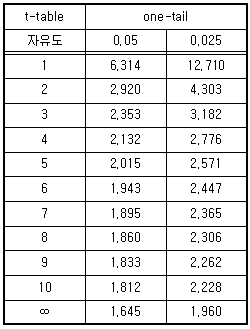 t-table one-tail
자유도 0.05 0.025
1 6.314 12.710
2 2.920 4.303
3 2.353 3.182
4 2.132 2.776
5 2.015 2.571
6 1.943 2.447
7 1.895 2.365
8 1.860 2.306
9 1.833 2.262
10 1.812 2.228
∞ 1.645 1.960